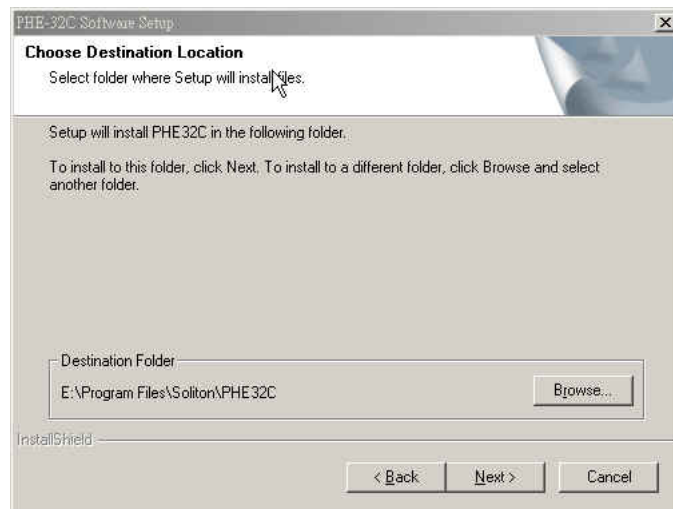 PHE-32C Software Setup
Choose Destination Location
Select folder where Setup will install files.
Setup will install PHE32C in the following folder.
To install to this folder, click Next. To install to a different folder, click Browse and select
another folder.
Destination Folder
E:\Program Files\Soliton\PHE32C
Browse...
InstallShield
< Back
Next >
Cancel